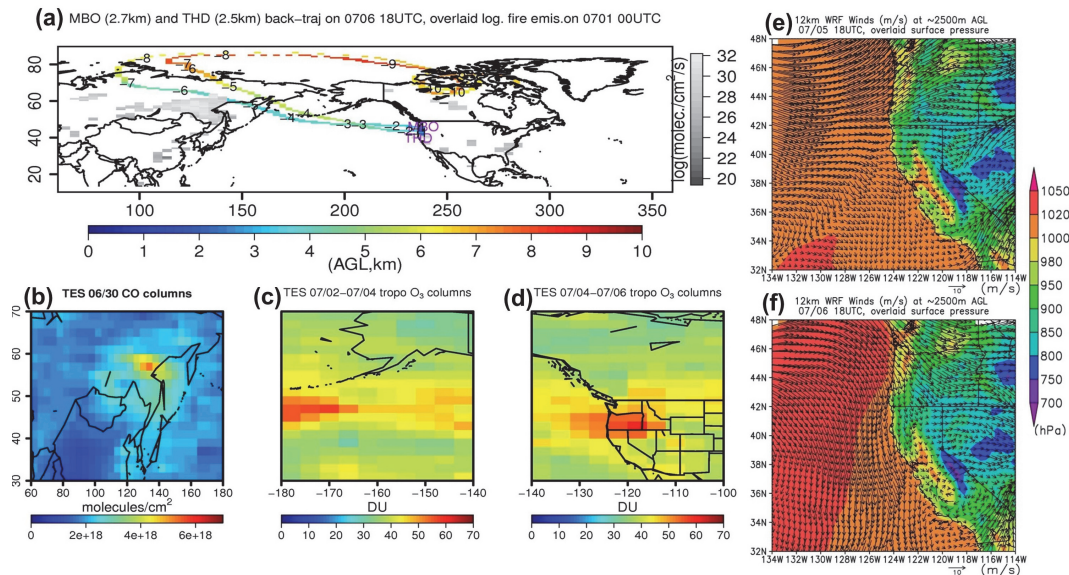 (a) MBO (2.7km) and THD (2.5km) back-traj on 0706 18UTC, overlaid log. fire emis.on 0701 00UTC
80
60
40
20
-8 -8 -9 -7 -6 -5 -7 -6 -4 -4 -3 -3 -2 -10
MBO
THD
100 150 200 250 300 350
log(molec./cm²/s)
32
30
28
26
24
22
20
0 1 2 3 4 5 6 7 8 9 10
(AGL,km)
(b) TES 06/30 CO columns
70
60
50
40
30
60 80 100 120 140 160 180
molecules/cm²
0 2e+18 4e+18 6e+18
(c) TES 07/02–07/04 tropo O₃ columns
−180 −170 −160 −150 −140
DU
0 10 20 30 40 50 60 70
(d) TES 07/04–07/06 tropo O₃ columns
−140 −130 −120 −110 −100
DU
0 10 20 30 40 50 60 70
(e) 12km WRF Winds (m/s) at ~2500m AGL
07/05 18UTC, overlaid surface pressure
48N
46N
44N
42N
40N
38N
36N
34N
32N
134W 132W 130W 128W 126W 124W 122W 120W 118W 116W 114W
10 (m/s)
(f) 12km WRF Winds (m/s) at ~2500m AGL
07/06 18UTC, overlaid surface pressure
48N
46N
44N
42N
40N
38N
36N
34N
32N
134W 132W 130W 128W 126W 124W 122W 120W 118W 116W 114W
10 (m/s)
1050
1020
1000
980
950
900
850
800
750
700
(hPa)